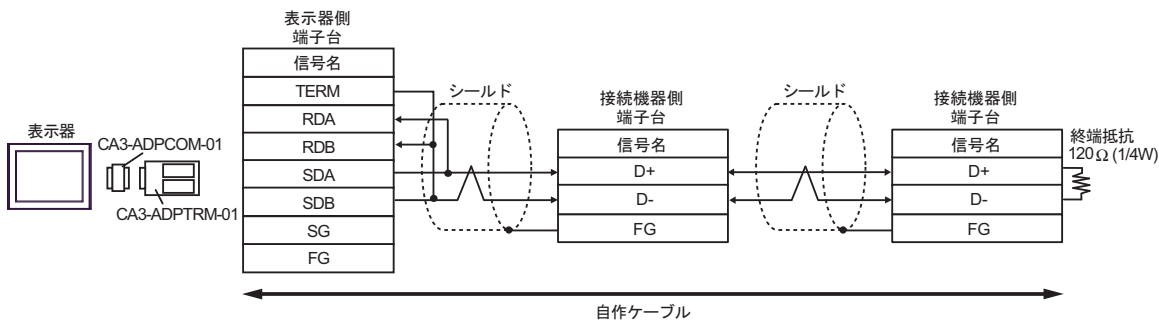 表示器側
端子台
信号名
TERM
RDA
RDB
SDA
SDB
SG
FG
シールド
シールド
接続機器側
端子台
信号名
D+
D-
FG
接続機器側
端子台
信号名
D+
D-
FG
終端抵抗
120Ω (1/4W)
表示器
CA3-ADPCOM-01
CA3-ADPTRM-01
自作ケーブル